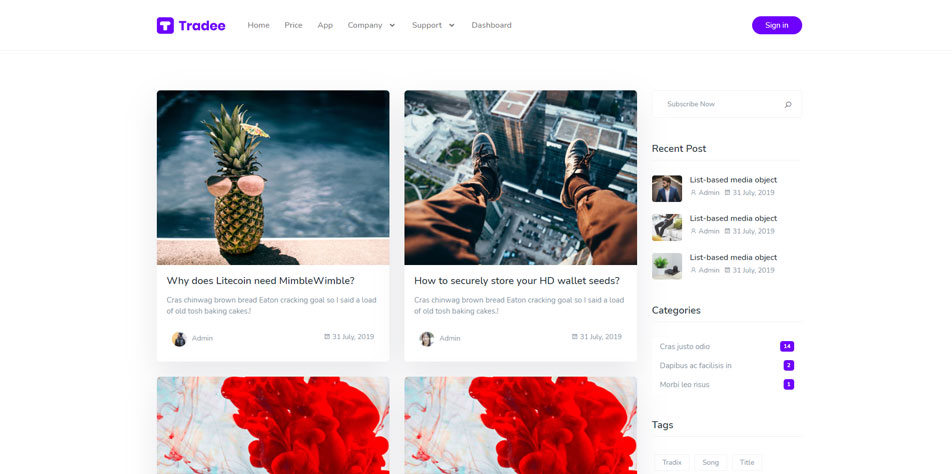 Tradee
Home
Price
App
Company
Support
Dashboard
Sign in
Why does Litecoin need MimbleWimble?
Cras chinwag brown bread Eaton cracking goal so I said a load
of old tosh baking cakes.!
Admin
31 July, 2019
How to securely store your HD wallet seeds?
Cras chinwag brown bread Eaton cracking goal so I said a load
of old tosh baking cakes.!
Admin
31 July, 2019
Subscribe Now
Recent Post
List-based media object
Admin 31 July, 2019
List-based media object
Admin 31 July, 2019
List-based media object
Admin 31 July, 2019
Categories
Cras justo odio 14
Dapibus ac facilisis in 2
Morbi leo risus 1
Tags
Tradix
Song
Title